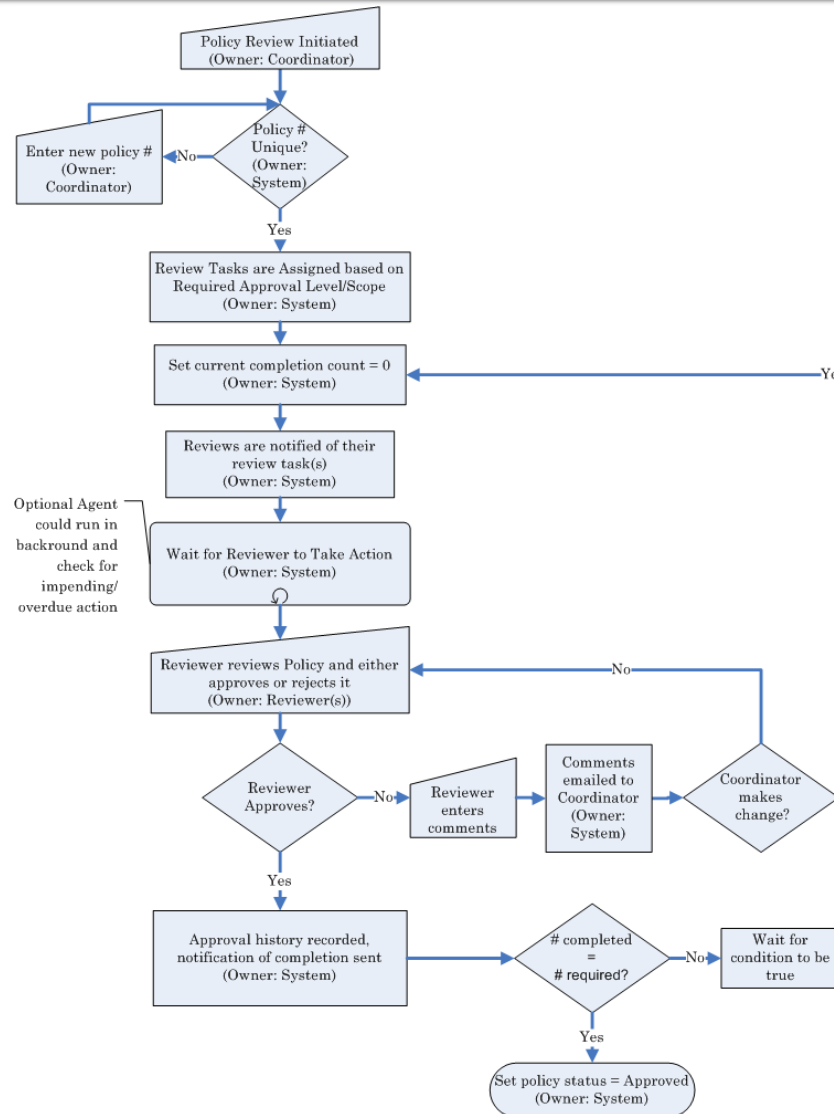 Policy Review Initiated
(Owner: Coordinator)
Policy #
Unique?
(Owner:
System)
No
Enter new policy #
(Owner:
Coordinator)
Yes
Review Tasks are Assigned based on
Required Approval Level/Scope
(Owner: System)
Set current completion count = 0
(Owner: System)
Ye
Reviews are notified of their
review task(s)
(Owner: System)
Optional Agent
could run in
backround and
check for
impending/
overdue action
Wait for Reviewer to Take Action
(Owner: System)
Reviewer reviews Policy and either
approves or rejects it
(Owner: Reviewer(s))
No
Reviewer
Approves?
No
Reviewer
enters
comments
Comments
emailed to
Coordinator
(Owner:
System)
Coordinator
makes
change?
Yes
Approval history recorded,
notification of completion sent
(Owner: System)
# completed
=
# required?
No
Wait for
condition to be
true
Yes
Set policy status = Approved
(Owner: System)